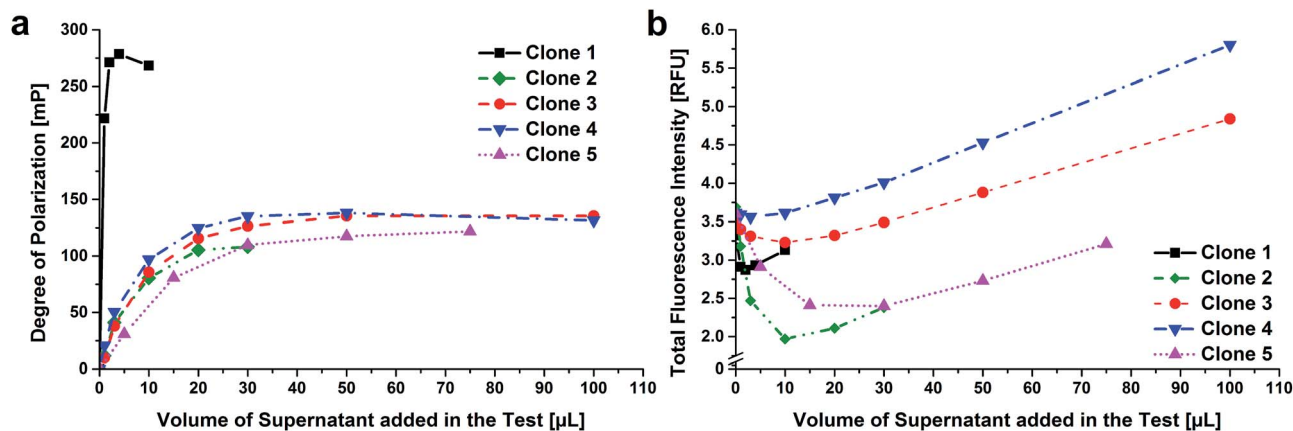 a
Degree of Polarization [mP]
300
250
200
150
100
50
0
0 10 20 30 40 50 60 70 80 90 100 110
Volume of Supernatant added in the Test [µL]
Clone 1
Clone 2
Clone 3
Clone 4
Clone 5
b
Total Fluorescence Intensity [RFU]
6.0
5.5
5.0
4.5
4.0
3.5
3.0
2.5
2.0
0
0 10 20 30 40 50 60 70 80 90 100 110
Volume of Supernatant added in the Test [µL]
Clone 1
Clone 2
Clone 3
Clone 4
Clone 5